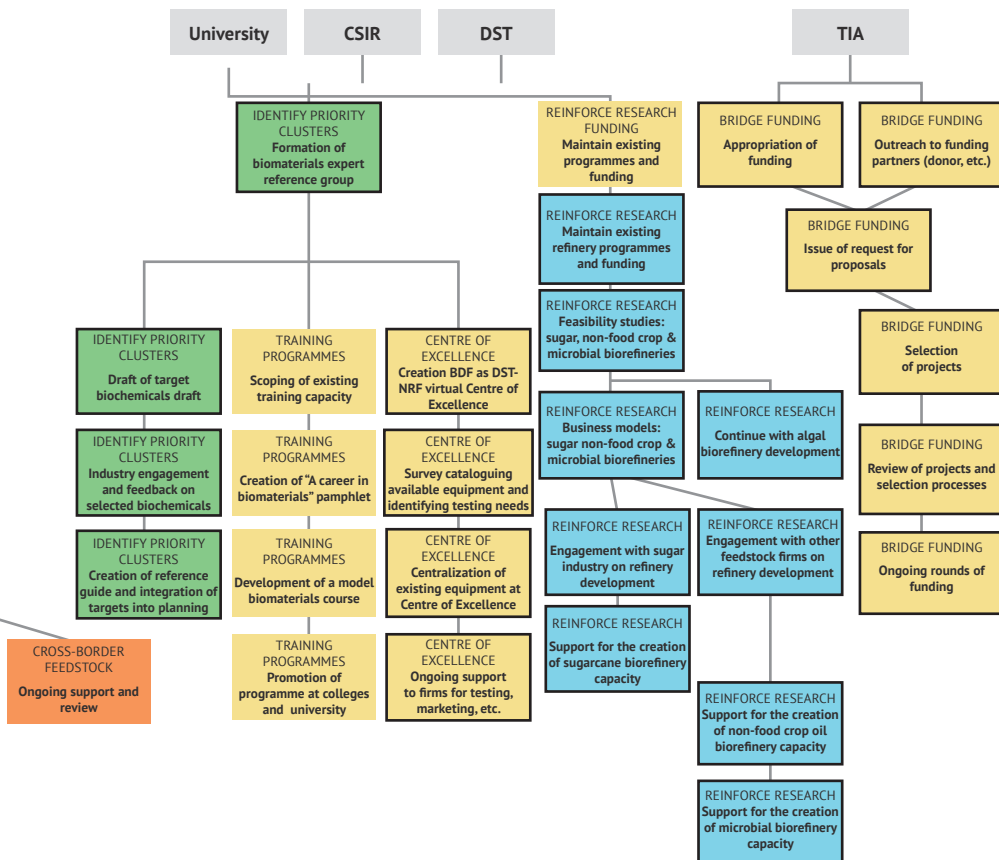 University
CSIR
DST
TIA
IDENTIFY PRIORITY
CLUSTERS
Formation of
biomaterials expert
reference group
REINFORCE RESEARCH
FUNDING
Maintain existing
programmes and
funding
BRIDGE FUNDING
Appropriation of
funding
BRIDGE FUNDING
Outreach to funding
partners (donor, etc.)
REINFORCE RESEARCH
Maintain existing
refinery programmes
and funding
BRIDGE FUNDING
Issue of request for
proposals
REINFORCE RESEARCH
Feasibility studies:
sugar, non-food crop &
microbial biorefineries
BRIDGE FUNDING
Selection
of projects
IDENTIFY PRIORITY
CLUSTERS
Draft of target
biochemicals draft
TRAINING
PROGRAMMES
Scoping of existing
training capacity
CENTRE OF
EXCELLENCE
Creation BDF as DST-
NRF virtual Centre of
Excellence
REINFORCE RESEARCH
Business models:
sugar non-food crop &
microbial biorefineries
REINFORCE RESEARCH
Continue with algal
biorefinery development
BRIDGE FUNDING
Review of projects and
selection processes
IDENTIFY PRIORITY
CLUSTERS
Industry engagement
and feedback on
selected biochemicals
TRAINING
PROGRAMMES
Creation of “A career in
biomaterials” pamphlet
CENTRE OF
EXCELLENCE
Survey cataloguing
available equipment and
identifying testing needs
REINFORCE RESEARCH
Engagement with sugar
industry on refinery
development
REINFORCE RESEARCH
Engagement with other
feedstock firms on
refinery development
BRIDGE FUNDING
Ongoing rounds of
funding
IDENTIFY PRIORITY
CLUSTERS
Creation of reference
guide and integration of
targets into planning
TRAINING
PROGRAMMES
Development of a model
biomaterials course
CENTRE OF
EXCELLENCE
Centralization of
existing equipment at
Centre of Excellence
REINFORCE RESEARCH
Support for the creation
of sugarcane biorefinery
capacity
CROSS-BORDER
FEEDSTOCK
Ongoing support and
review
TRAINING
PROGRAMMES
Promotion of
programme at colleges
and university
CENTRE OF
EXCELLENCE
Ongoing support
to firms for testing,
marketing, etc.
REINFORCE RESEARCH
Support for the creation
of non-food crop oil
biorefinery capacity
REINFORCE RESEARCH
Support for the creation
of microbial biorefinery
capacity